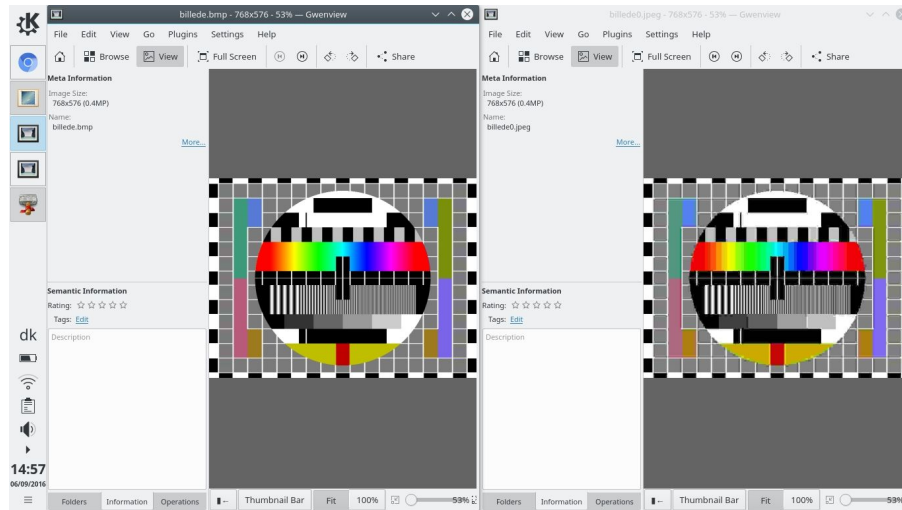 billede.bmp - 768x576 - 53% — Gwenview
File Edit View Go Plugins Settings Help
Browse View Full Screen Share
Meta Information
Image Size:
768x576 (0.4MP)
Name:
billede.bmp
More...
Semantic Information
Rating:
Tags: Edit
Description
Folders Information Operations Thumbnail Bar Fit 100% 53%
billede0.jpeg - 768x576 - 53% — Gwenview
File Edit View Go Plugins Settings Help
Browse View Full Screen Share
Meta Information
Image Size:
768x576 (0.4MP)
Name:
billede0.jpeg
More...
Semantic Information
Rating:
Tags: Edit
Description
Folders Information Operations Thumbnail Bar Fit 100% 53%
dk
14:57
06/09/2016